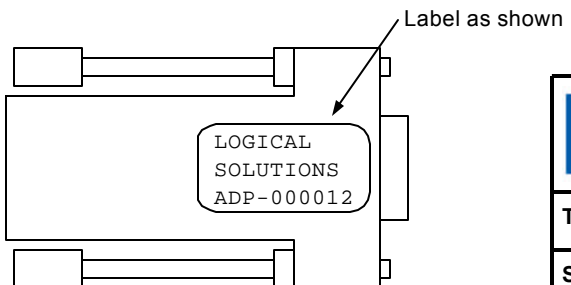 Label as shown
LOGICAL
SOLUTIONS
ADP-000012
T
S